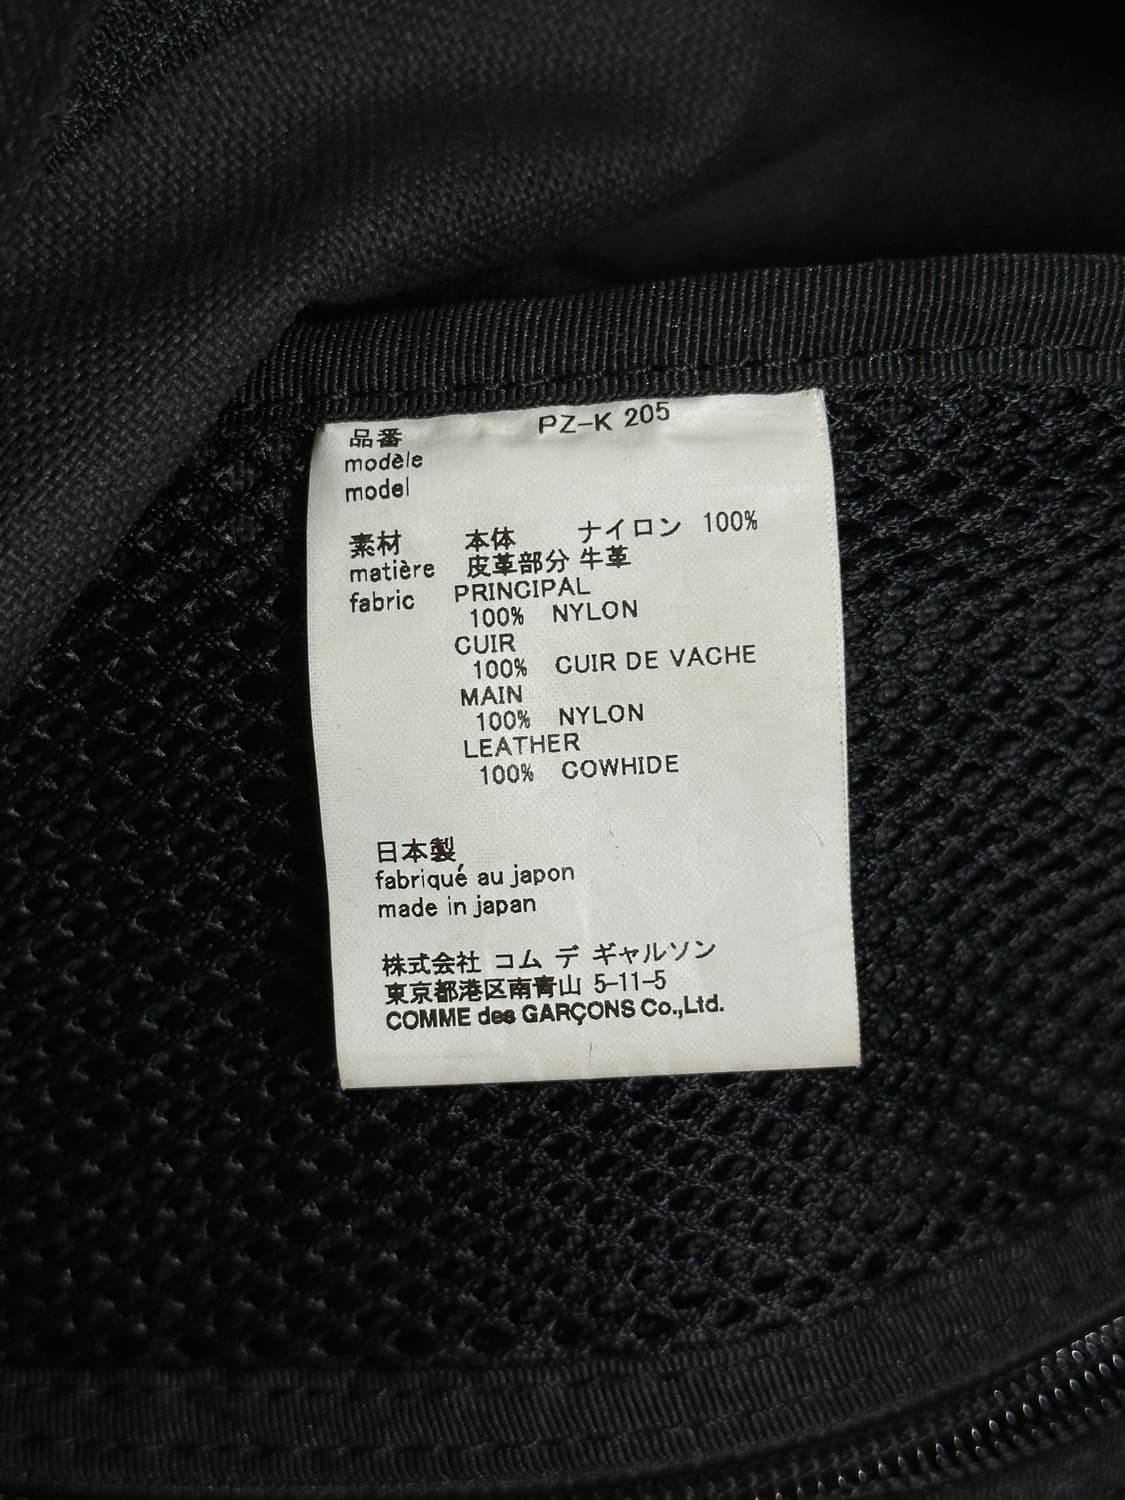 品番 PZ-K 205
modèle
model
素材 本体 ナイロン 100%
matière 皮革部分 牛革
fabric PRINCIPAL
100% NYLON
CUIR
100% CUIR DE VACHE
MAIN
100% NYLON
LEATHER
100% COWHIDE
日本製
fabriqué au japon
made in japan
株式会社 コム デ ギャルソン
東京都港区南青山 5-11-5
COMME des GARÇONS Co.,Ltd.